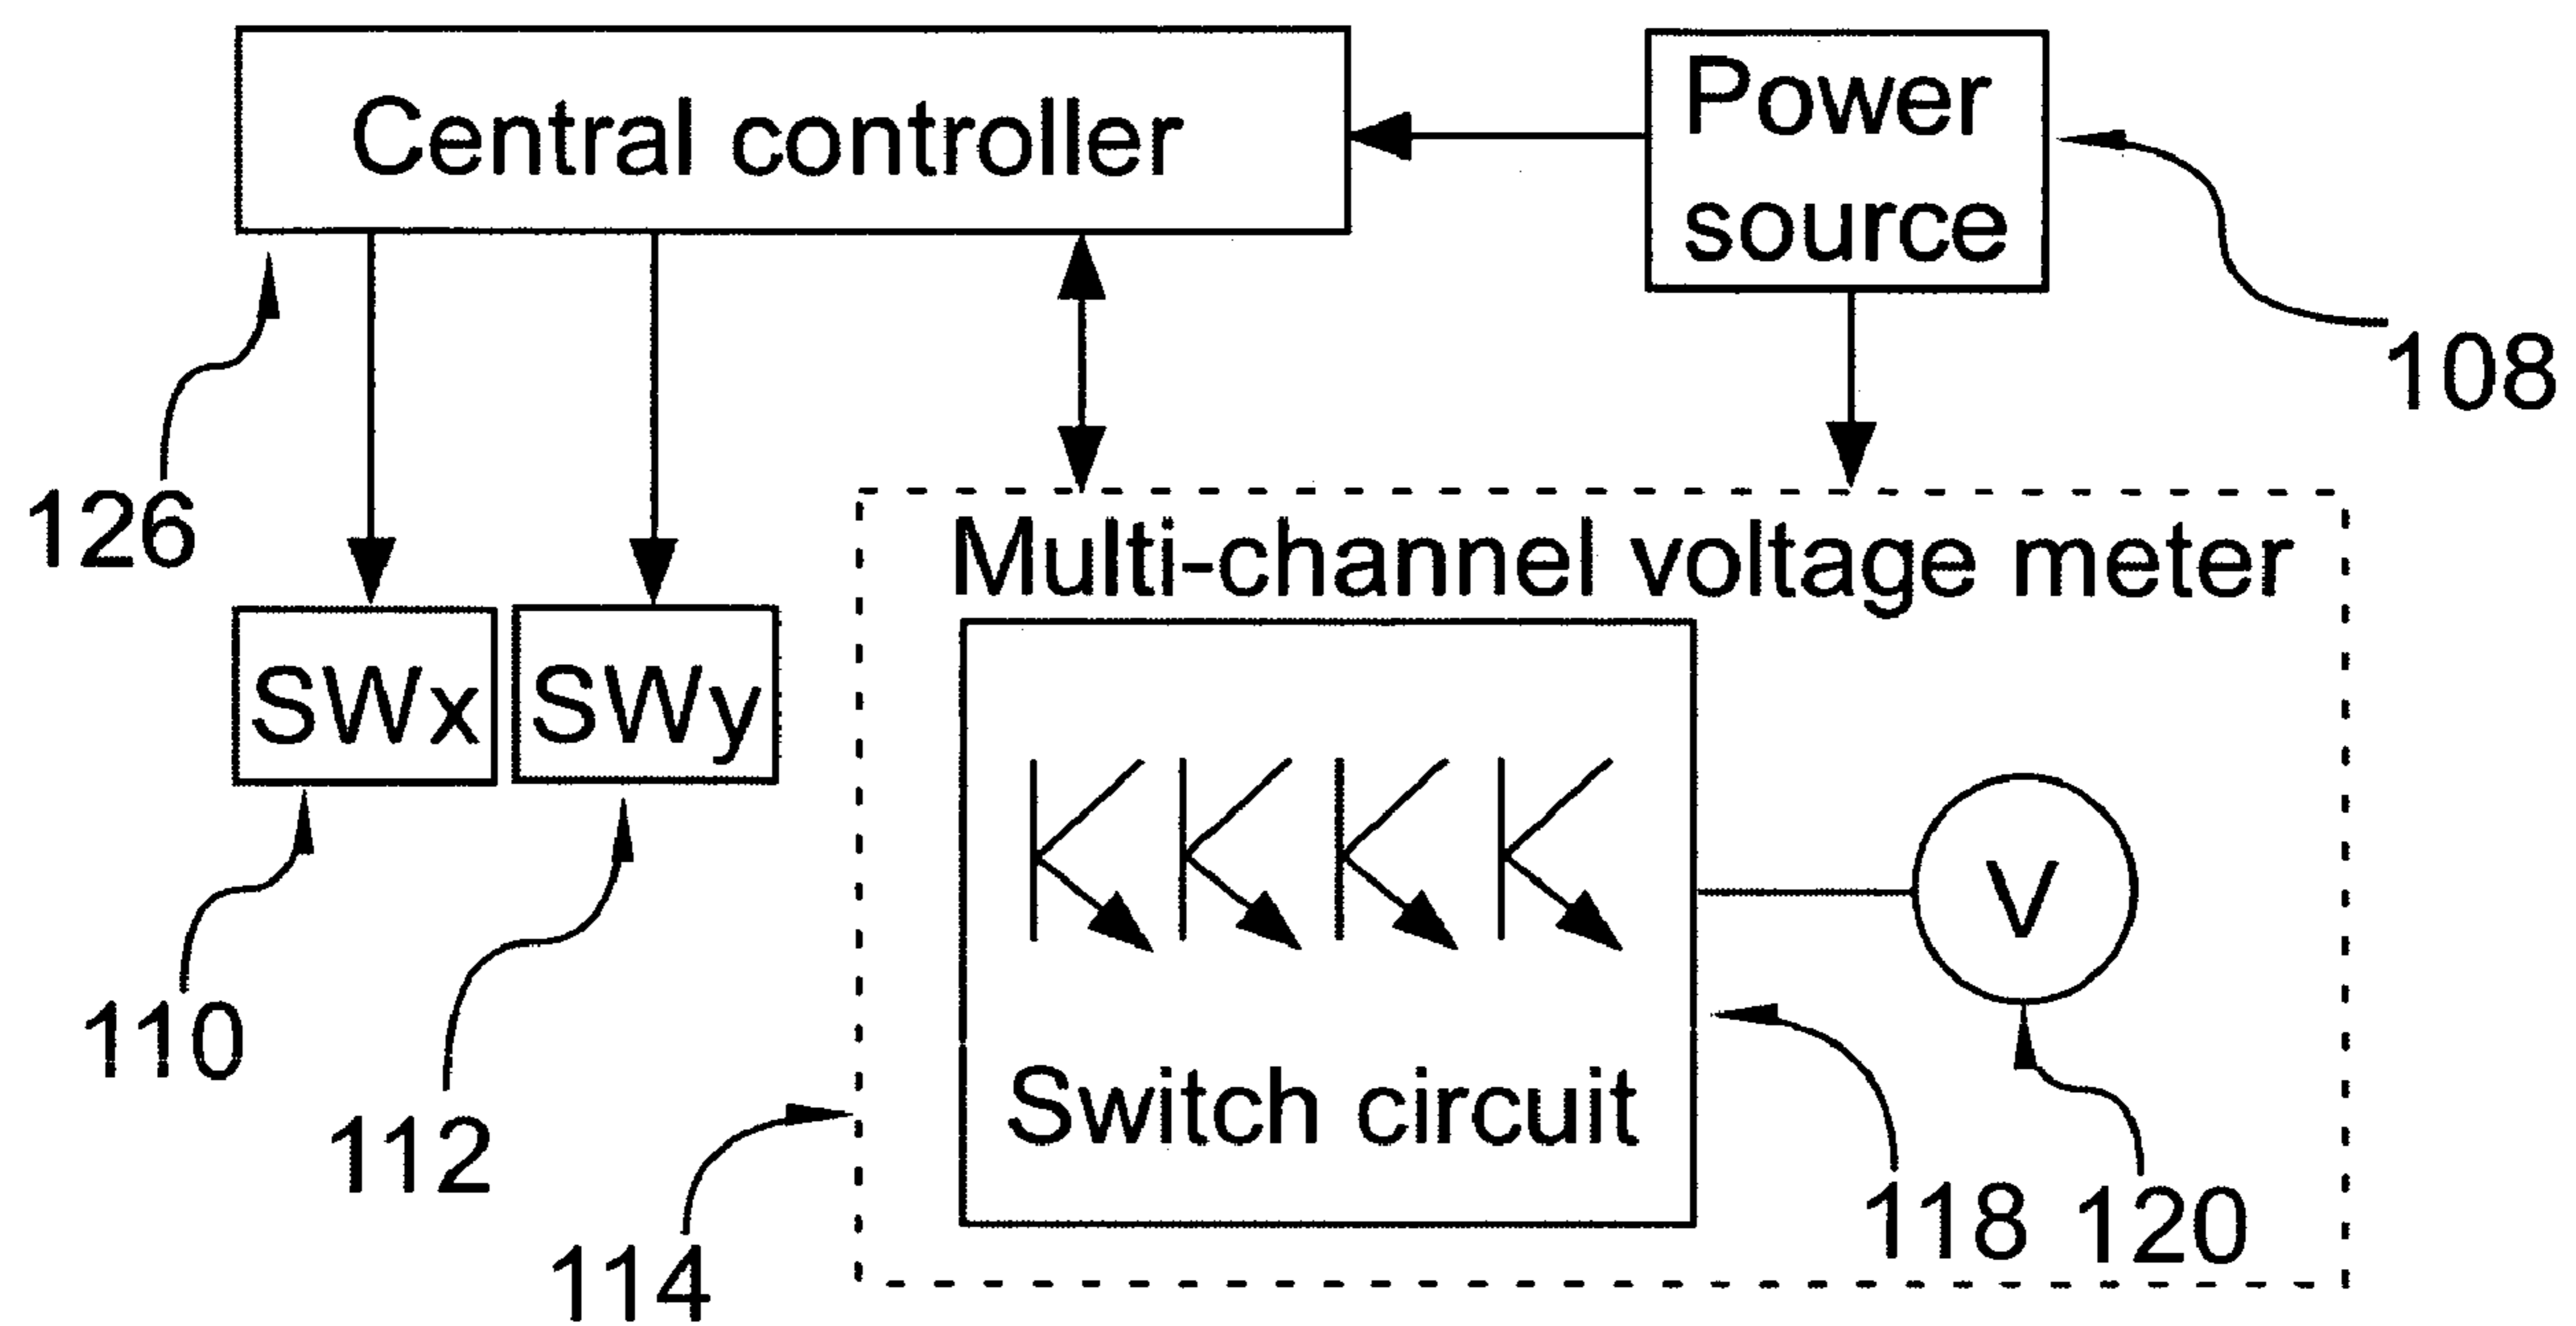 Central controller
Power
source
108
126
Multi-channel voltage meter
SWx
SWy
V
110
Switch circuit
112
118
120
114